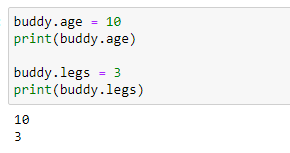 buddy.age = 10
print(buddy.age)
buddy.legs = 3
print(buddy.legs)
10
3